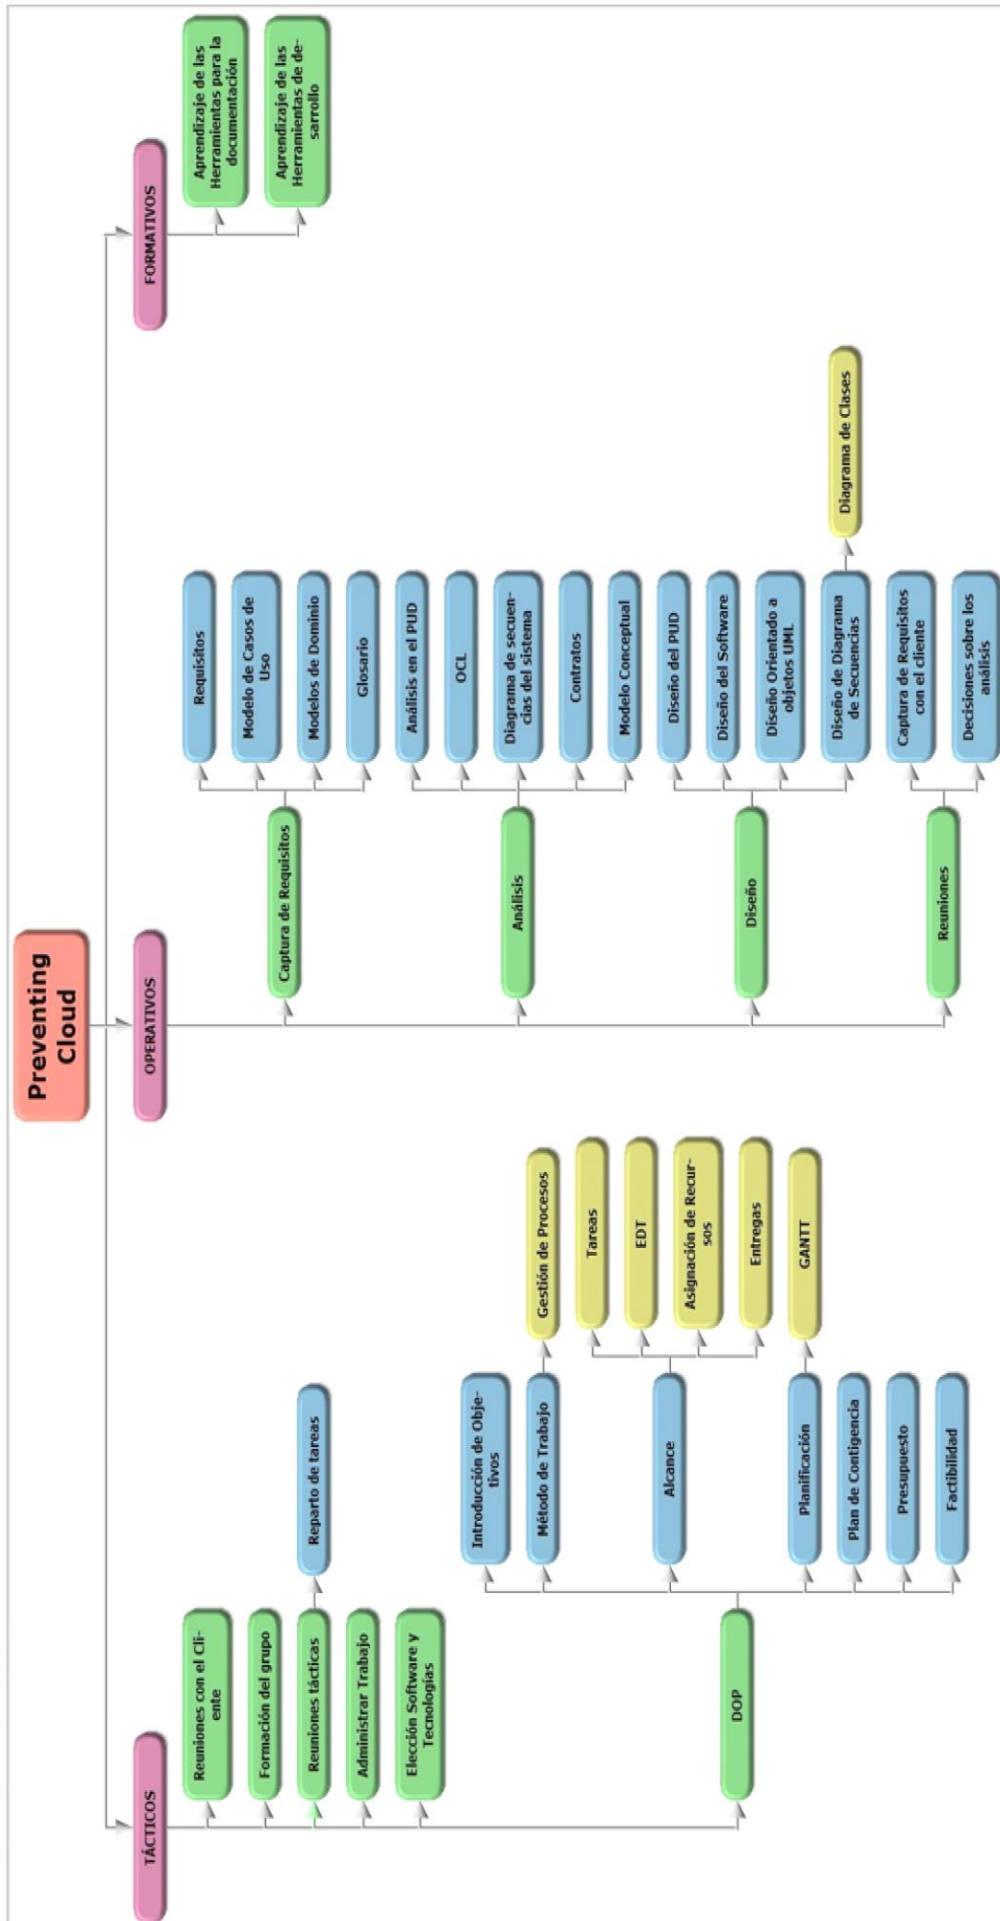 Preventing
Cloud
TÁCTICOS
Reuniones con el Cli-
ente
Formación del grupo
Reuniones tácticas
Reparto de tareas
Administrar Trabajo
Elección Software y
Tecnologías
DOP
Introducción de Obje-
tivos
Método de Trabajo
Gestión de Procesos
Alcance
Tareas
EDT
Asignación de Recur-
sos
Entregas
Planificación
GANTT
Plan de Contigencia
Presupuesto
Factibilidad
OPERATIVOS
Captura de Requisitos
Requisitos
Modelo de Casos de
Uso
Modelos de Dominio
Glosario
Análisis
Análisis en el PUD
OCL
Diagrama de secuen-
cias del sistema
Contratos
Modelo Conceptual
Diseño
Diseño del PUD
Diseño del Software
Diseño Orientado a
objetos UML
Diseño de Diagrama
de Secuencias
Diagrama de Clases
Reuniones
Captura de Requisitos
con el cliente
Decisiones sobre los
análisis
FORMATIVOS
Aprendizaje de las
Herramientas para la
documentación
Aprendizaje de las
Herramientas de de-
sarrollo